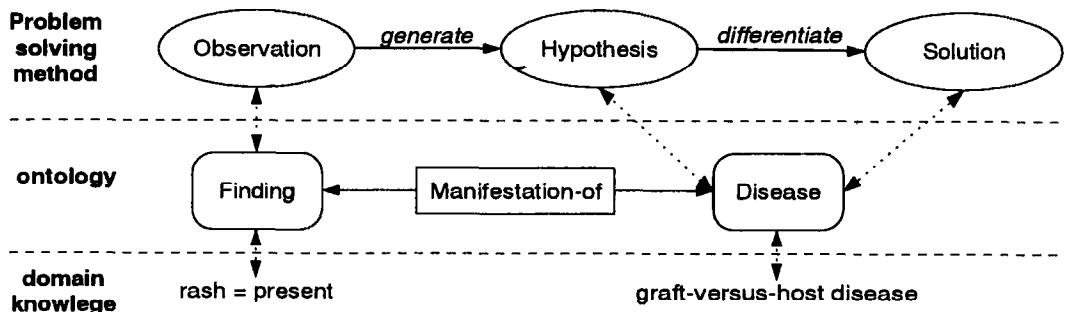 Problem
solving
method
Observation
generate
Hypothesis
differentiate
Solution
ontology
Finding
Manifestation-of
Disease
domain
knowlege
rash = present
graft-versus-host disease